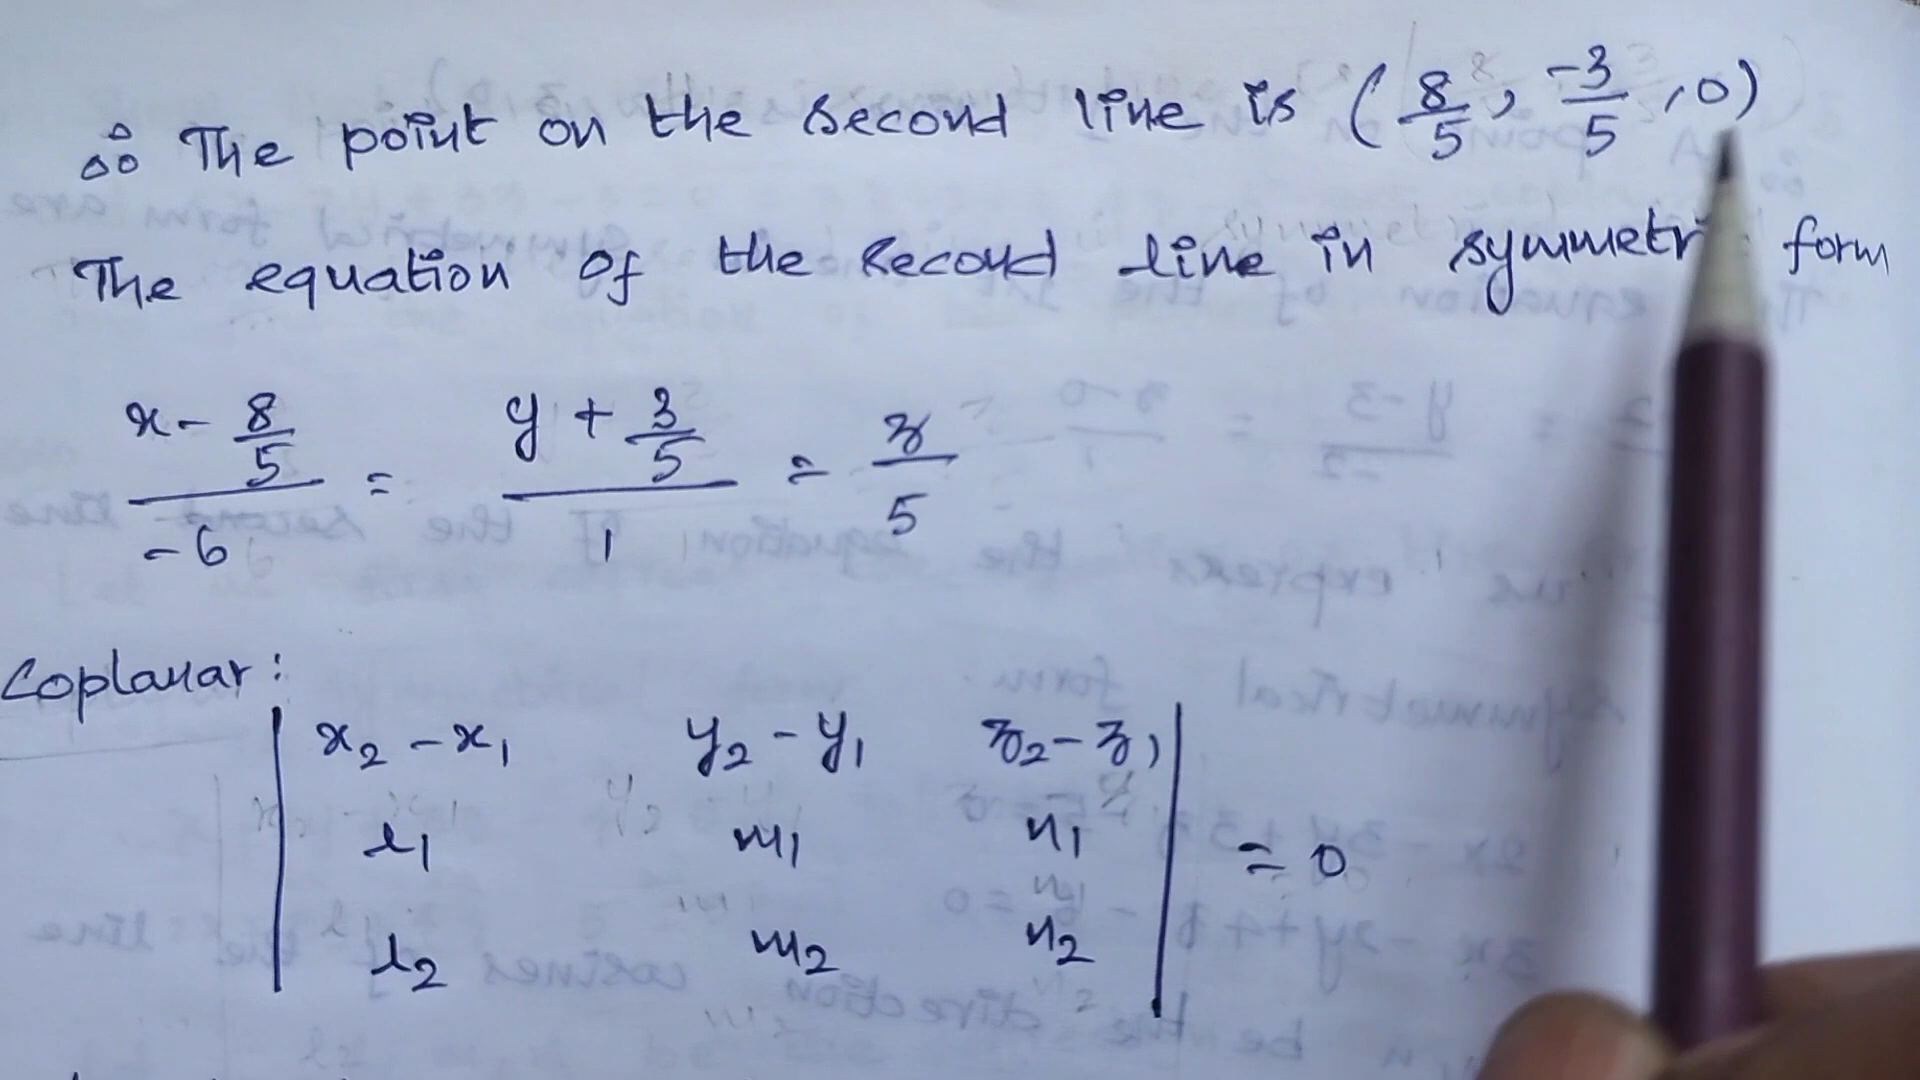 ∴ The point on the second line is (8/5, -3/5, 0)
The equation of the second line in symmetri form
(x - 8/5)/-6 = (y + 3/5)/1 = z/5
Coplanar:
| x₂ - x₁ y₂ - y₁ z₂ - z₁ |
| l₁ m₁ n₁ | = 0
| l₂ m₂ n₂ |